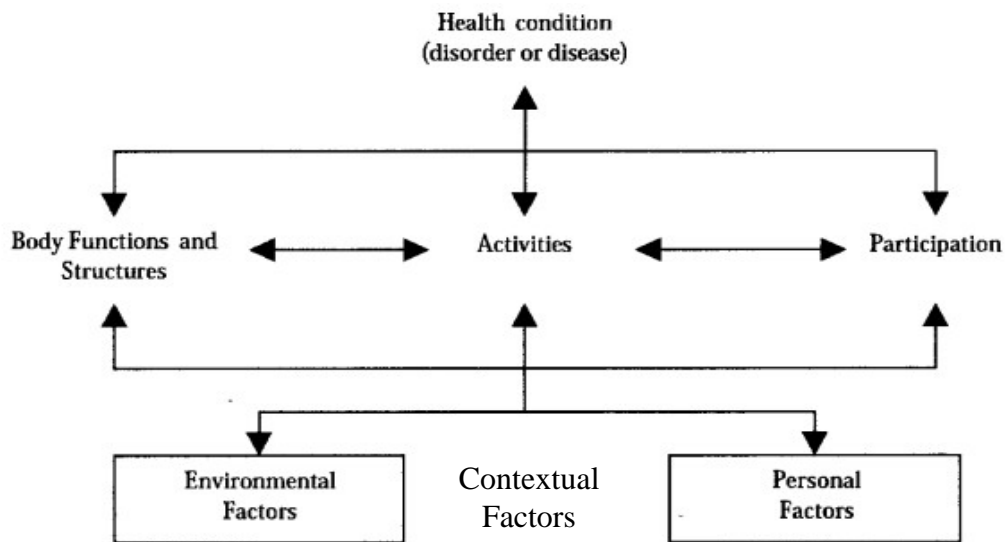 Health condition
(disorder or disease)
Body Functions and
Structures
Activities
Participation
Environmental
Factors
Contextual
Factors
Personal
Factors